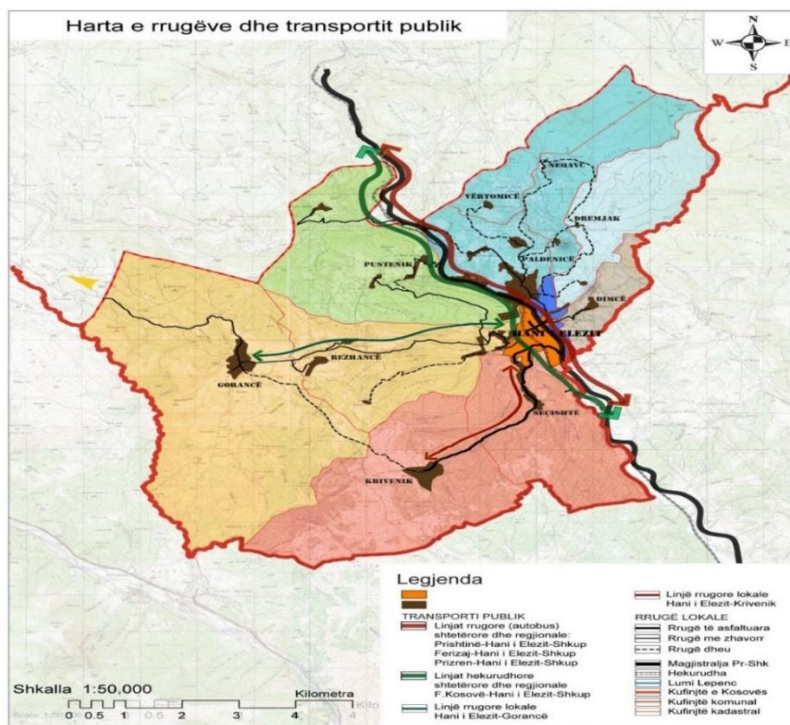 Harta e rrugëve dhe transportit publik
N
W
E
S
NEQAVC
VËRTOMICË
DREMJAK
PUSTENIK
PALDENICË
DIMCË
HANI I ELEZIT
REZHANCË
GORANCË
SEÇISHTË
KRIVENIK
Legjenda
TRANSPORTI PUBLIK
Linjat rrugore (autobus)
shtetërore dhe regjionale:
Prishtinë-Hani i Elezit-Shkup
Ferizaj-Hani i Elezit-Shkup
Prizren-Hani i Elezit-Shkup
Linjat hekurudhore
shtetërore dhe regjionale
F.Kosovë-Hani i Elezit-Shkup
Linjë rrugore lokale
Hani i Elezit-Gorancë
Linjë rrugore lokale
Hani i Elezit-Krivenik
RRUGË LOKALE
Rrugë të asfaltuara
Rrugë me zhavorr
Rrugë dheu
Magjistralja Pr-Shk
Hekurudha
Lumi Lepenc
Kufinjtë e Kosovës
Kufinjtë komunal
Kufinjtë kadastral
Shkalla 1:50,000
Kilometra
0 0.5 1 2 3 4